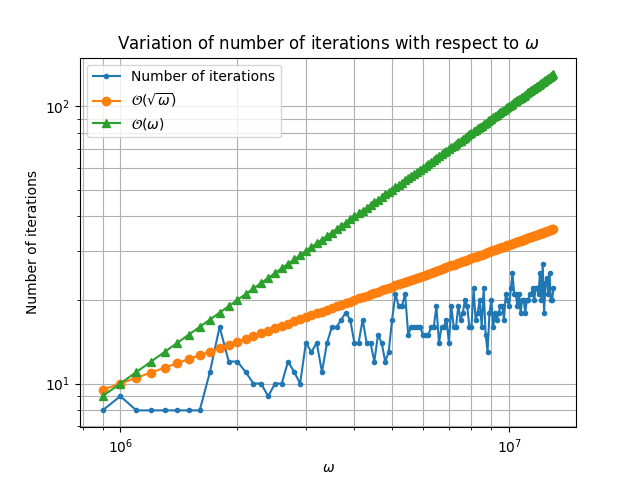 Variation of number of iterations with respect to ω
Number of iterations
𝒪(√ω)
𝒪(ω)
10²
10¹
Number of iterations
10⁶
10⁷
ω